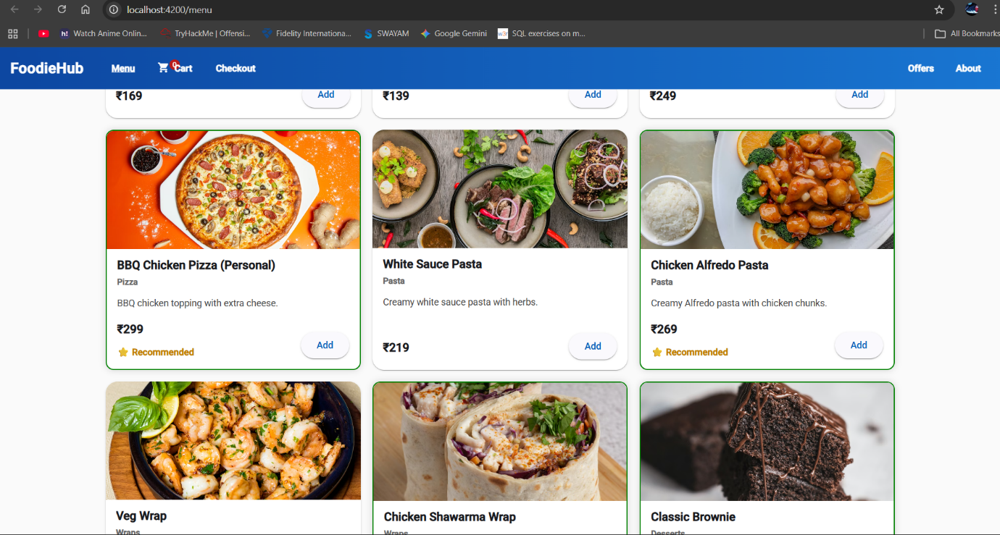 localhost:4200/menu
h! Watch Anime Onlin... TryHackMe | Offensi... Fidelity Internationa... SWAYAM Google Gemini w3r SQL exercises on m... All Bookmarks
FoodieHub Menu 0 Cart Checkout Offers About
₹169 Add ₹139 Add ₹249 Add
BBQ Chicken Pizza (Personal)
Pizza
BBQ chicken topping with extra cheese.
₹299
Recommended
Add
White Sauce Pasta
Pasta
Creamy white sauce pasta with herbs.
₹219
Add
Chicken Alfredo Pasta
Pasta
Creamy Alfredo pasta with chicken chunks.
₹269
Recommended
Add
Veg Wrap
Wraps
Chicken Shawarma Wrap
Wraps
Classic Brownie
Desserts